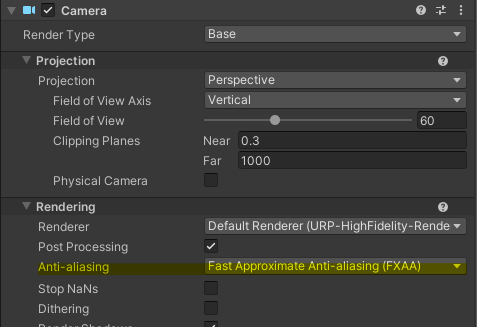 Camera
Render Type Base
Projection
Projection Perspective
Field of View Axis Vertical
Field of View 60
Clipping Planes Near 0.3
Far 1000
Physical Camera
Rendering
Renderer Default Renderer (URP-HighFidelity-Rende
Post Processing
Anti-aliasing Fast Approximate Anti-aliasing (FXAA)
Stop NaNs
Dithering
Render Shadows